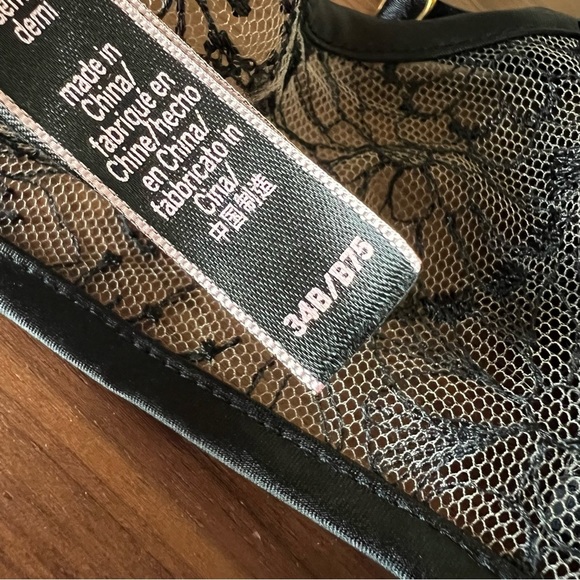 demi
made in
China/
fabriqué en
Chine/hecho
en China/
fabbricato in
Cina/
中国制造
34B/B75